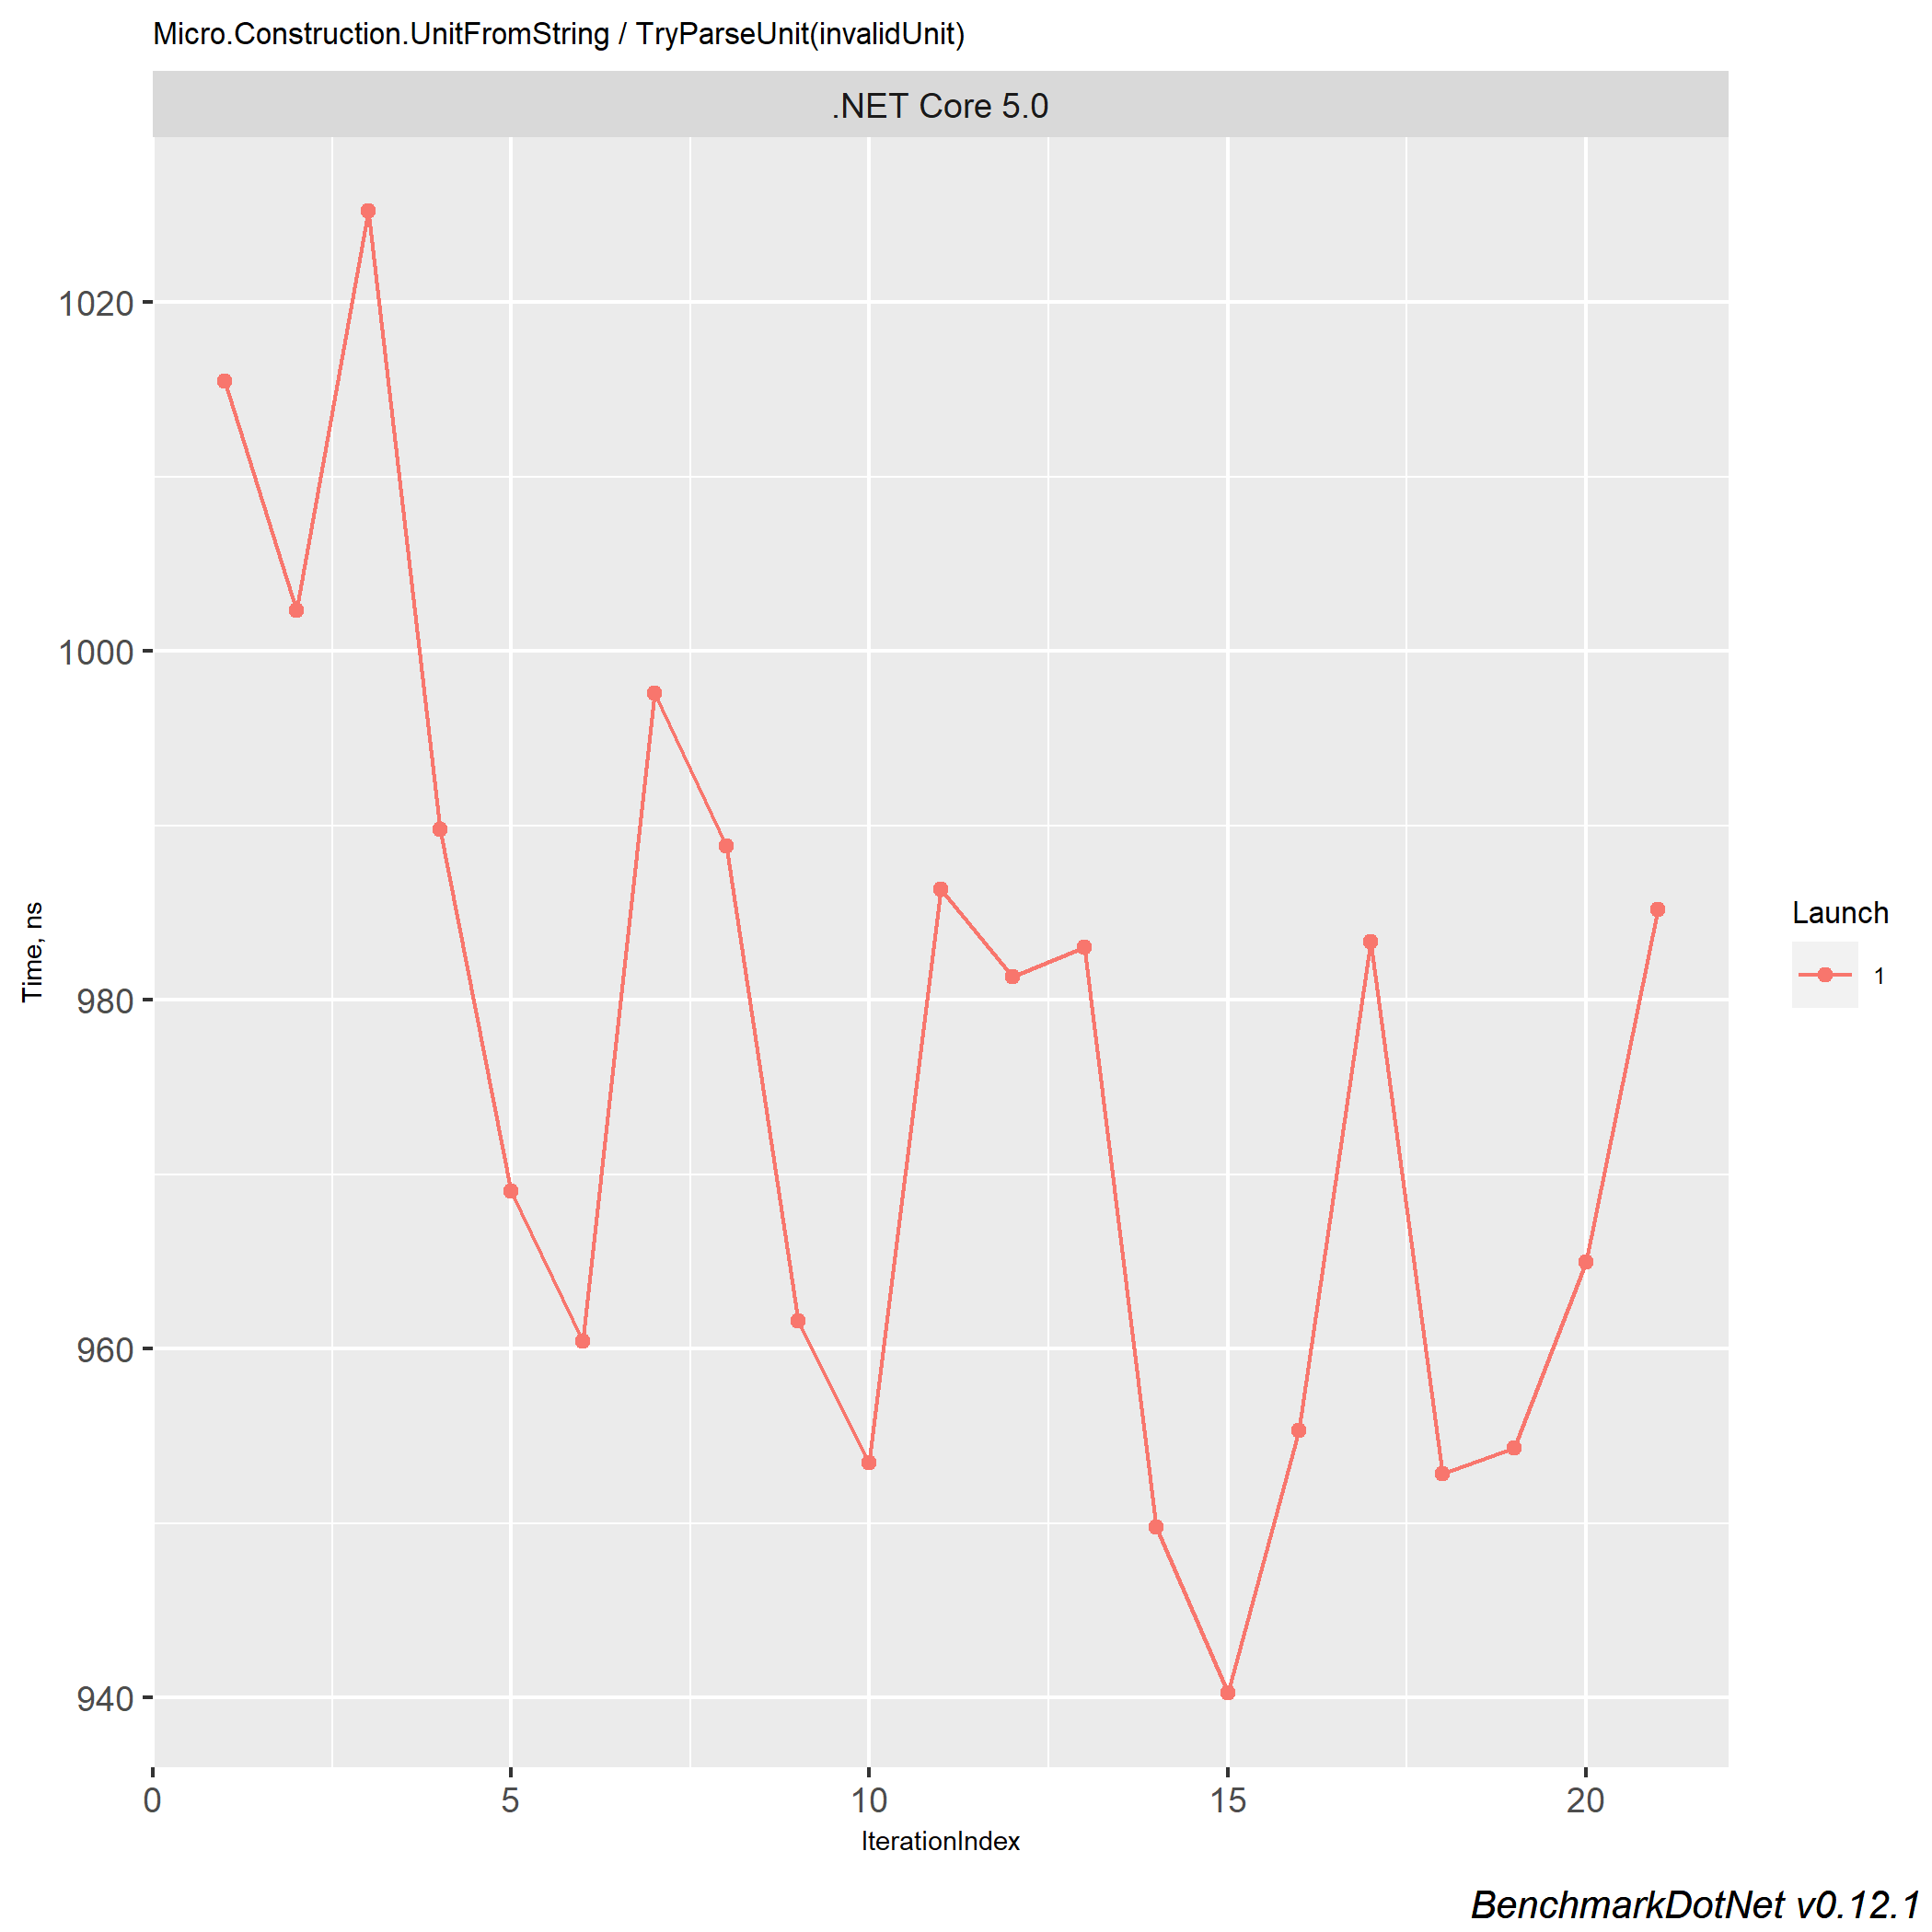 Micro.Construction.UnitFromString / TryParseUnit(invalidUnit)
.NET Core 5.0
1020
1000
980
960
940
Time, ns
0 5 10 15 20
IterationIndex
Launch
1
BenchmarkDotNet v0.12.1